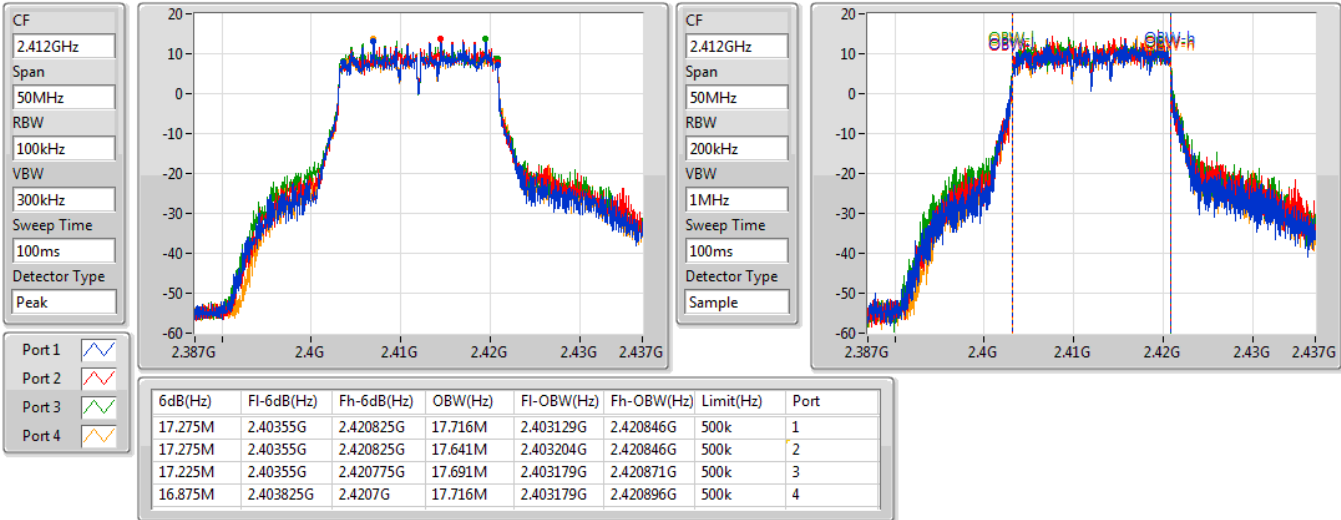 CF
2.412GHz
Span
50MHz
RBW
100kHz
VBW
300kHz
Sweep Time
100ms
Detector Type
Peak
20
10
0
-10
-20
-30
-40
-50
-60
2.387G 2.4G 2.41G 2.42G 2.43G 2.437G
CF
2.412GHz
Span
50MHz
RBW
200kHz
VBW
1MHz
Sweep Time
100ms
Detector Type
Sample
20
10
0
-10
-20
-30
-40
-50
-60
OBW-l OBW-h
2.387G 2.4G 2.41G 2.42G 2.43G 2.437G
Port 1
Port 2
Port 3
Port 4
6dB(Hz) Fl-6dB(Hz) Fh-6dB(Hz) OBW(Hz) Fl-OBW(Hz) Fh-OBW(Hz) Limit(Hz) Port
17.275M 2.40355G 2.420825G 17.716M 2.403129G 2.420846G 500k 1
17.275M 2.40355G 2.420825G 17.641M 2.403204G 2.420846G 500k 2
17.225M 2.40355G 2.420775G 17.691M 2.403179G 2.420871G 500k 3
16.875M 2.403825G 2.4207G 17.716M 2.403179G 2.420896G 500k 4